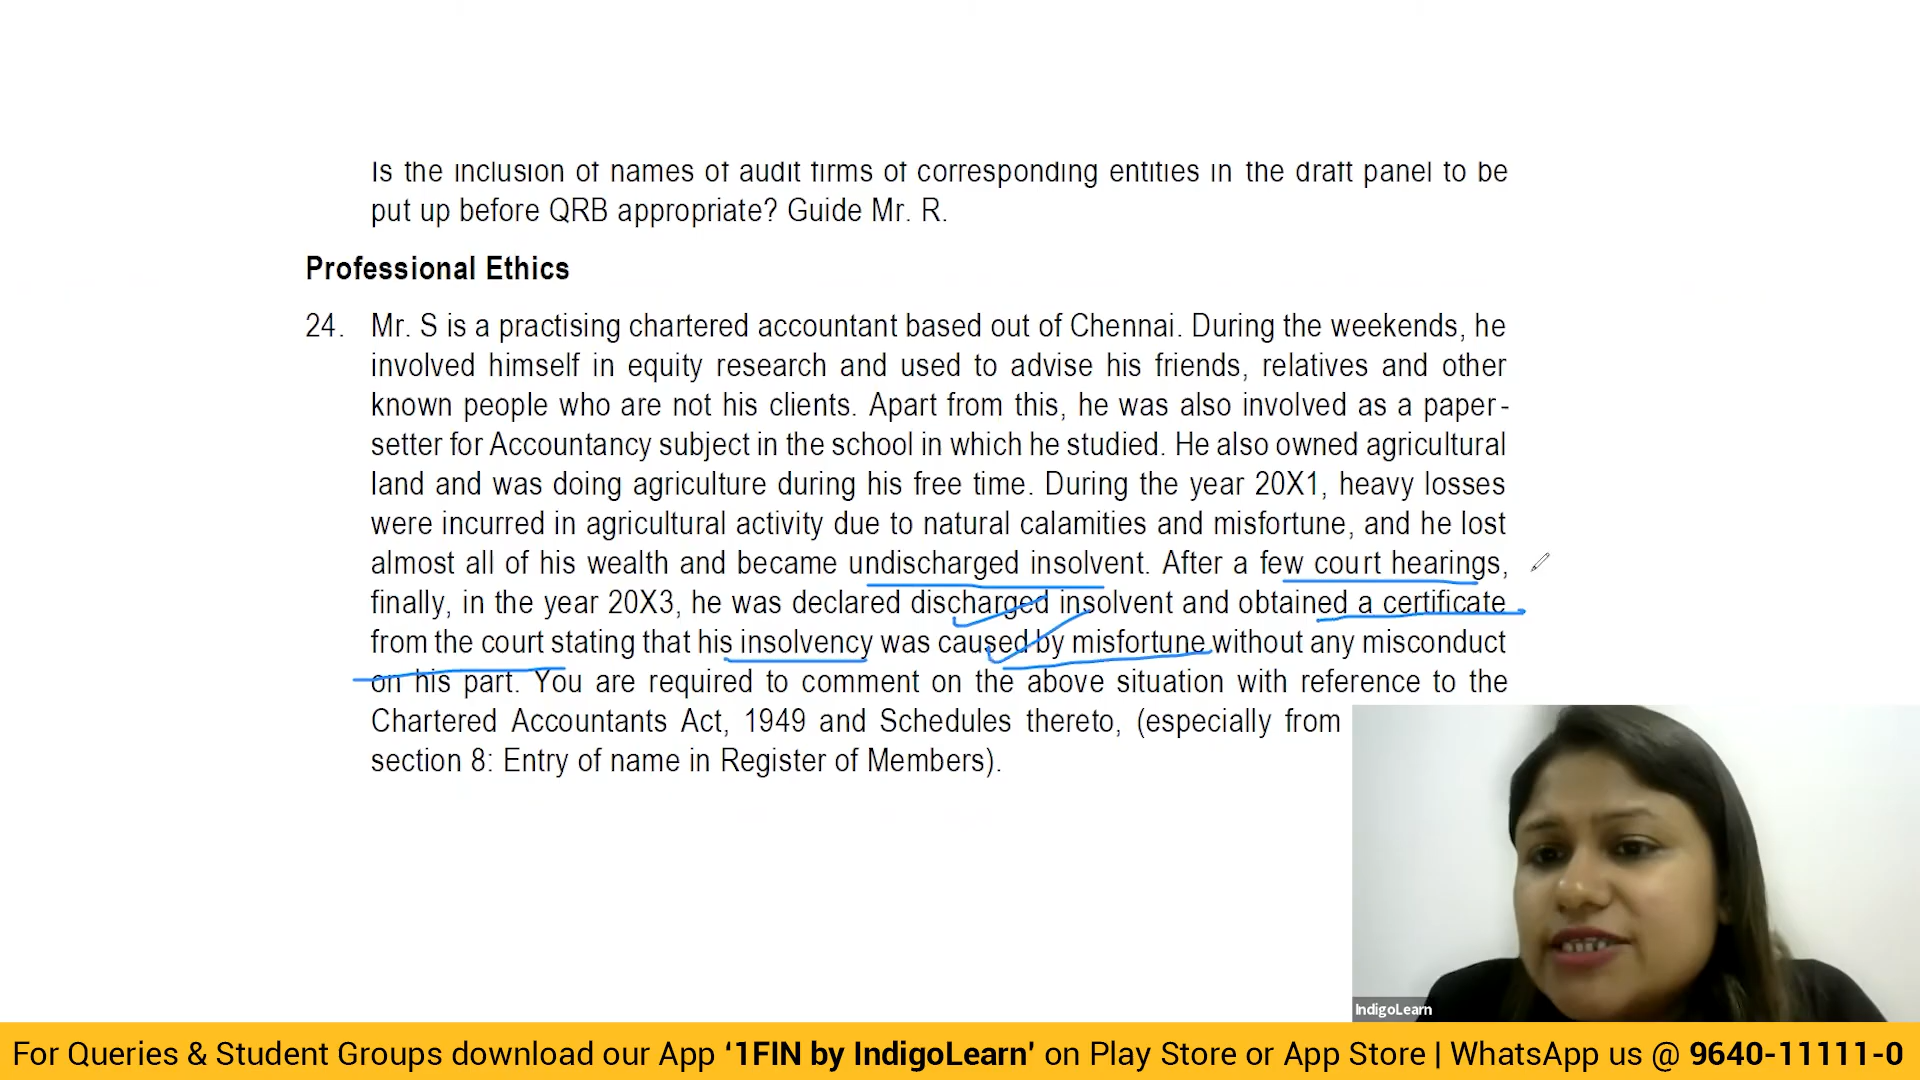 Is the inclusion of names of audit firms of corresponding entities in the draft panel to be
put up before QRB appropriate? Guide Mr. R.
Professional Ethics
24. Mr. S is a practising chartered accountant based out of Chennai. During the weekends, he
involved himself in equity research and used to advise his friends, relatives and other
known people who are not his clients. Apart from this, he was also involved as a paper-
setter for Accountancy subject in the school in which he studied. He also owned agricultural
land and was doing agriculture during his free time. During the year 20X1, heavy losses
were incurred in agricultural activity due to natural calamities and misfortune, and he lost
almost all of his wealth and became undischarged insolvent. After a few court hearings,
finally, in the year 20X3, he was declared discharged insolvent and obtained a certificate
from the court stating that his insolvency was caused by misfortune without any misconduct
on his part. You are required to comment on the above situation with reference to the
Chartered Accountants Act, 1949 and Schedules thereto, (especially from
section 8: Entry of name in Register of Members).
IndigoLearn
For Queries & Student Groups download our App ‘1FIN by IndigoLearn’ on Play Store or App Store | WhatsApp us @ 9640-11111-0